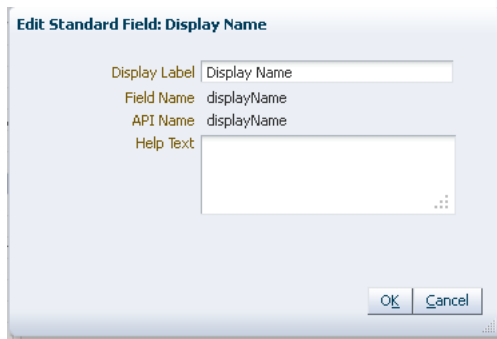 Edit Standard Field: Display Name
Display Label Display Name
Field Name displayName
API Name displayName
Help Text
OK Cancel